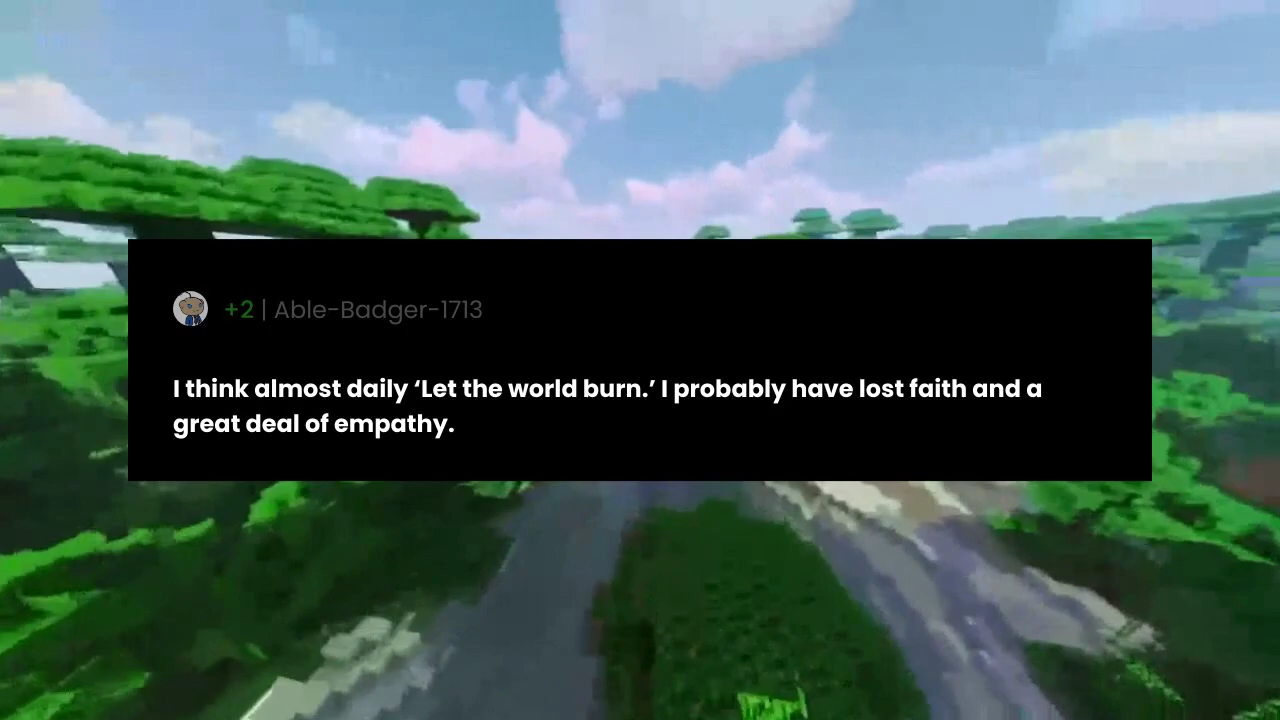 +2 | Able-Badger-1713
I think almost daily ‘Let the world burn.’ I probably have lost faith and a
great deal of empathy.